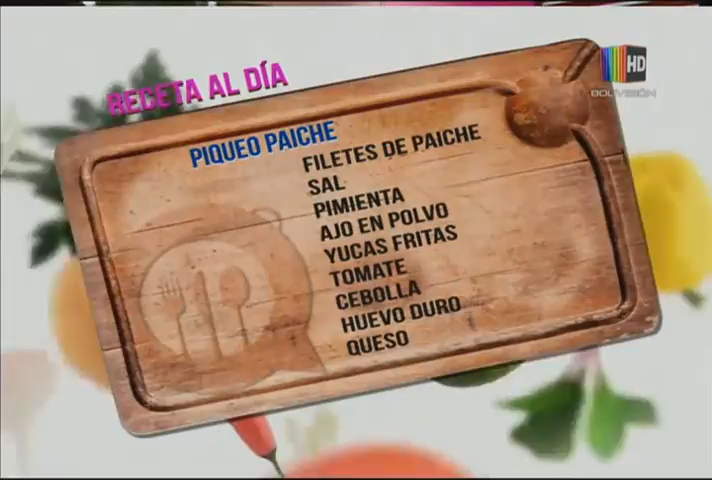 RECETA AL DÍA
HD
BOLIVISIÓN
PIQUEO PAICHE
FILETES DE PAICHE
SAL
PIMIENTA
AJO EN POLVO
YUCAS FRITAS
TOMATE
CEBOLLA
HUEVO DURO
QUESO